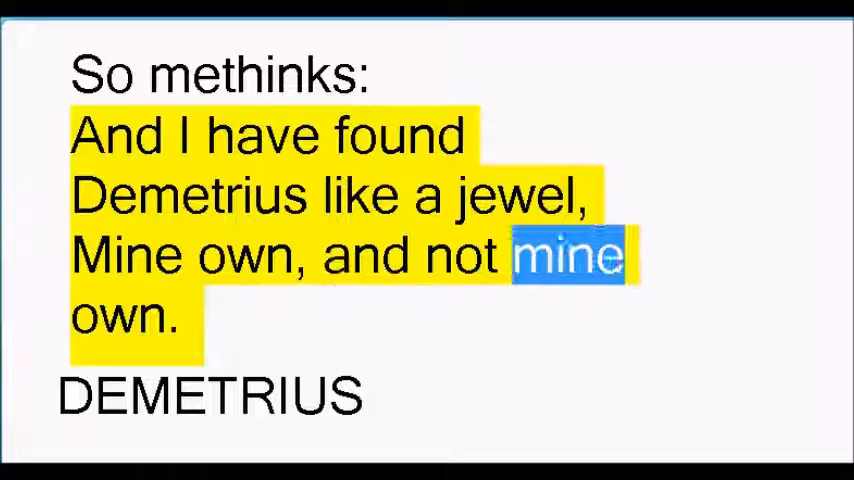 So methinks:
And I have found
Demetrius like a jewel,
Mine own, and not mine
own.
DEMETRIUS